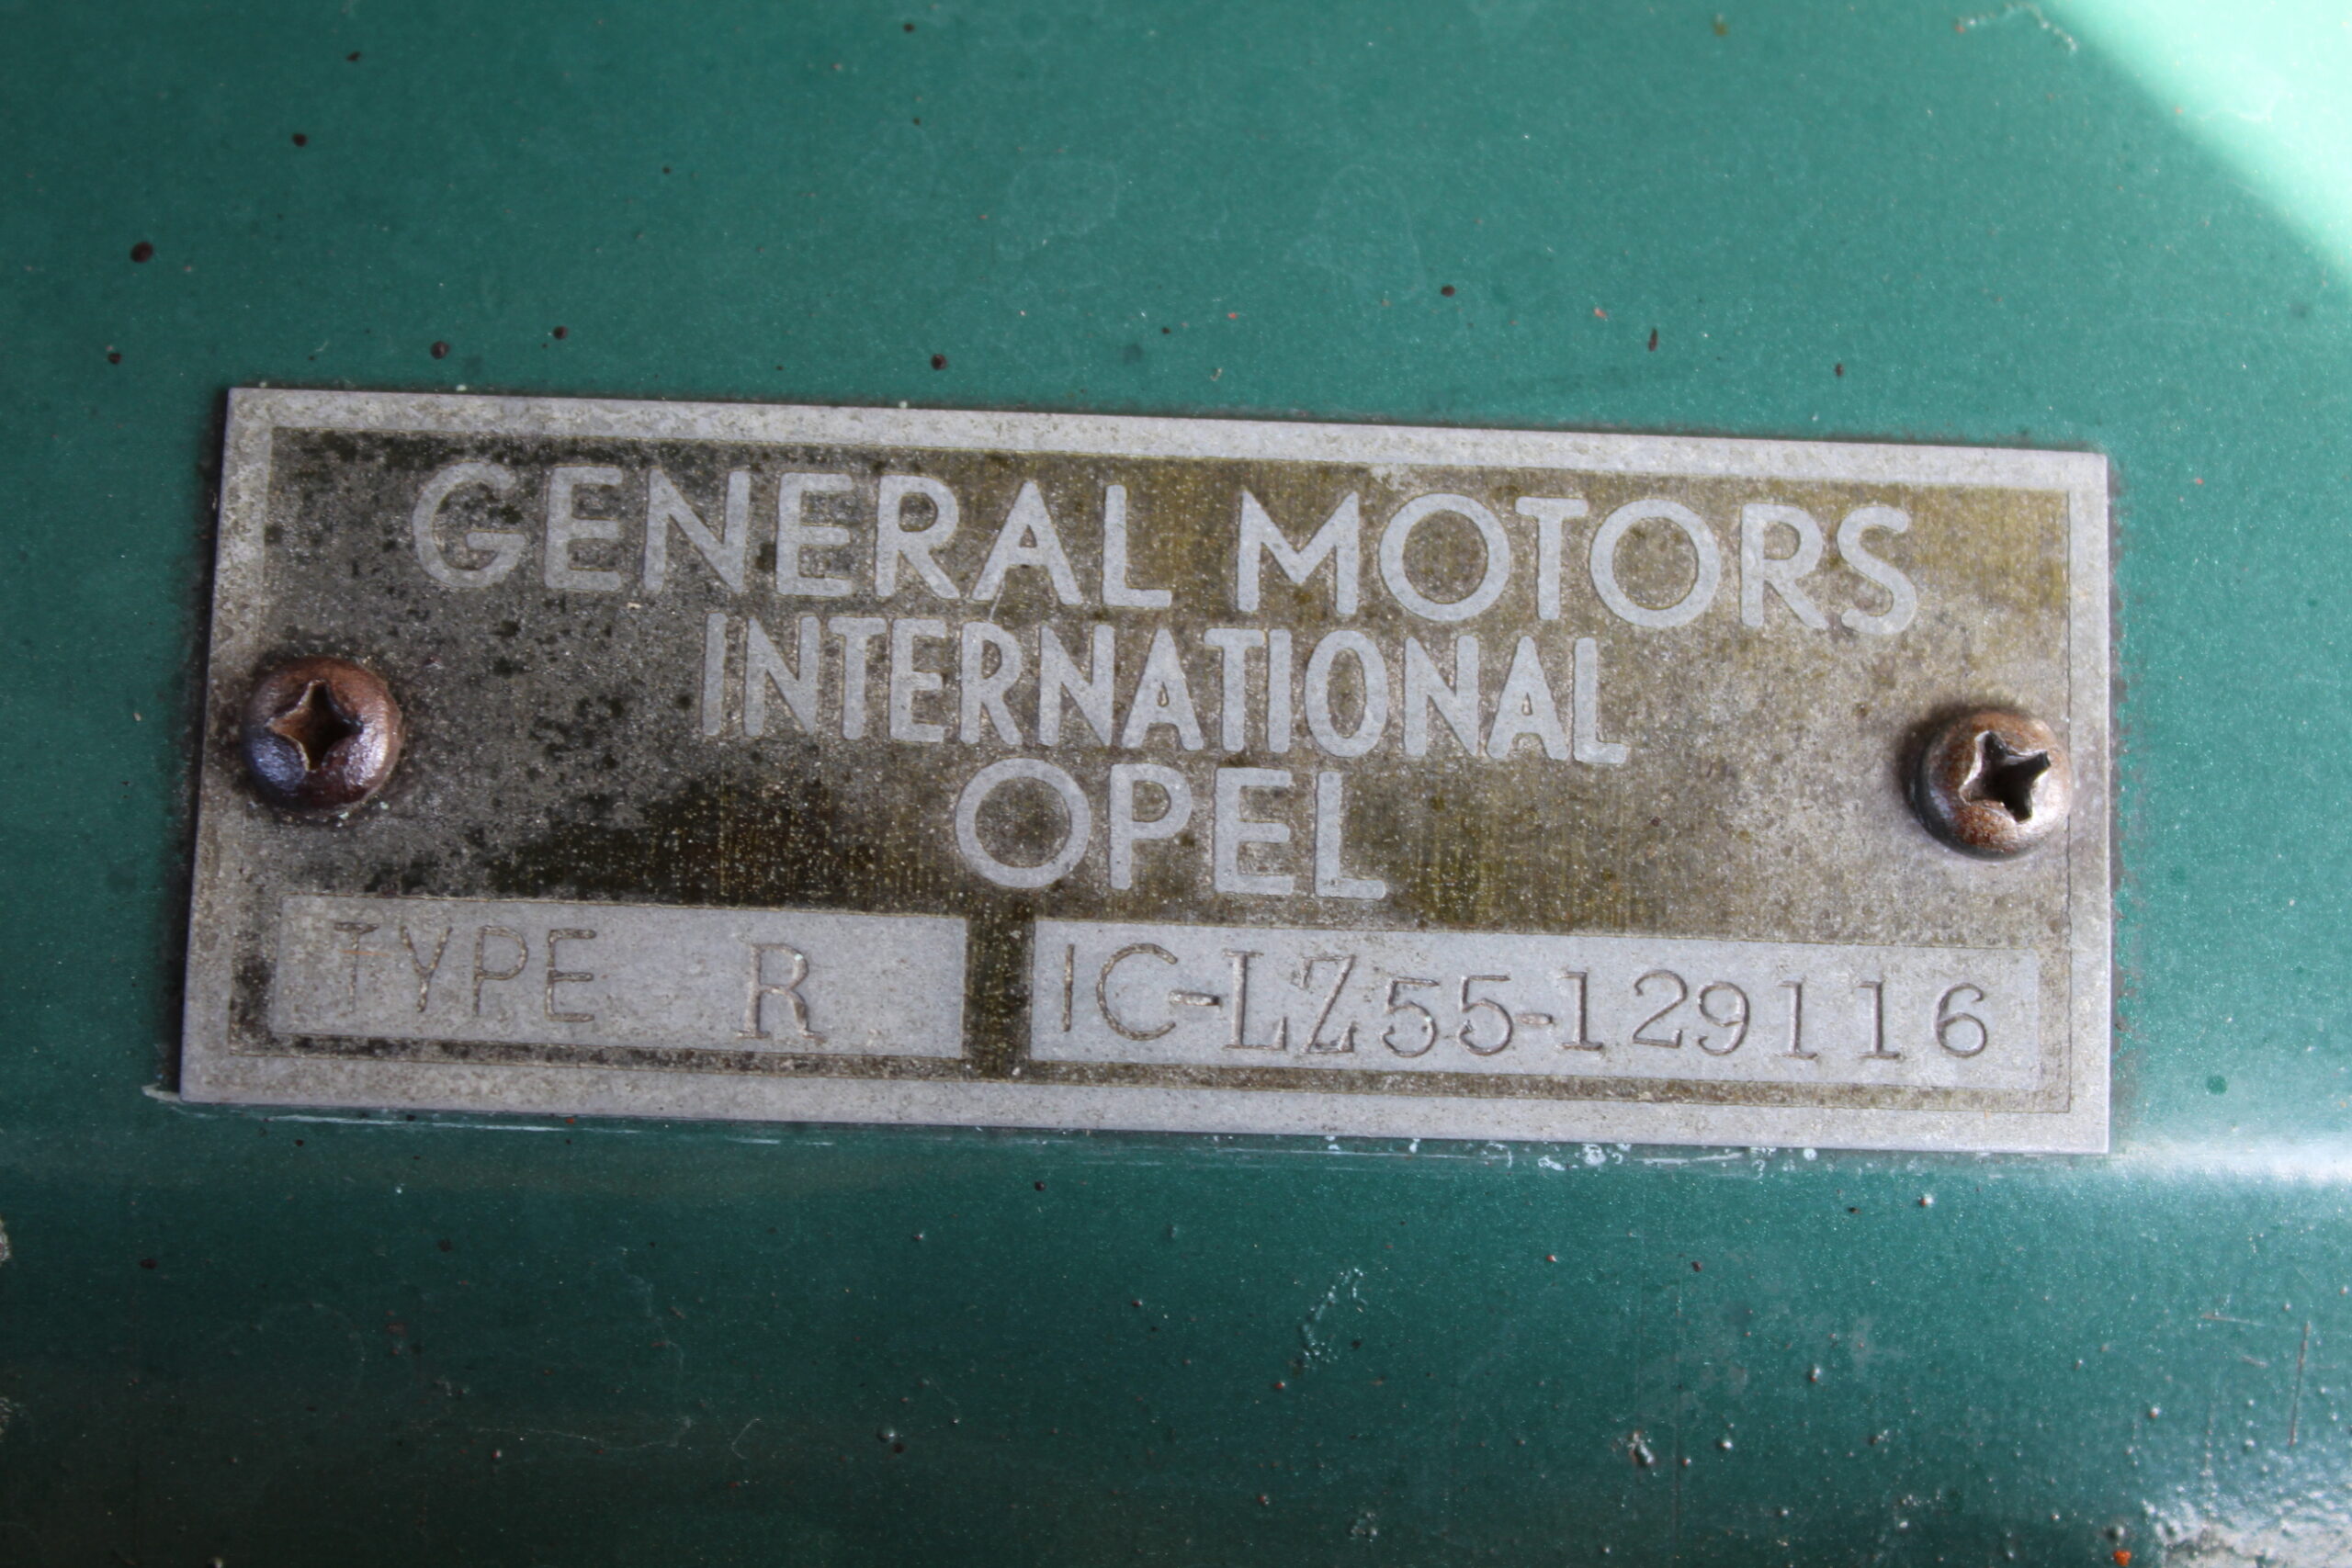 GENERAL MOTORS
INTERNATIONAL
OPEL
TYPE R IC-LZ55-129116